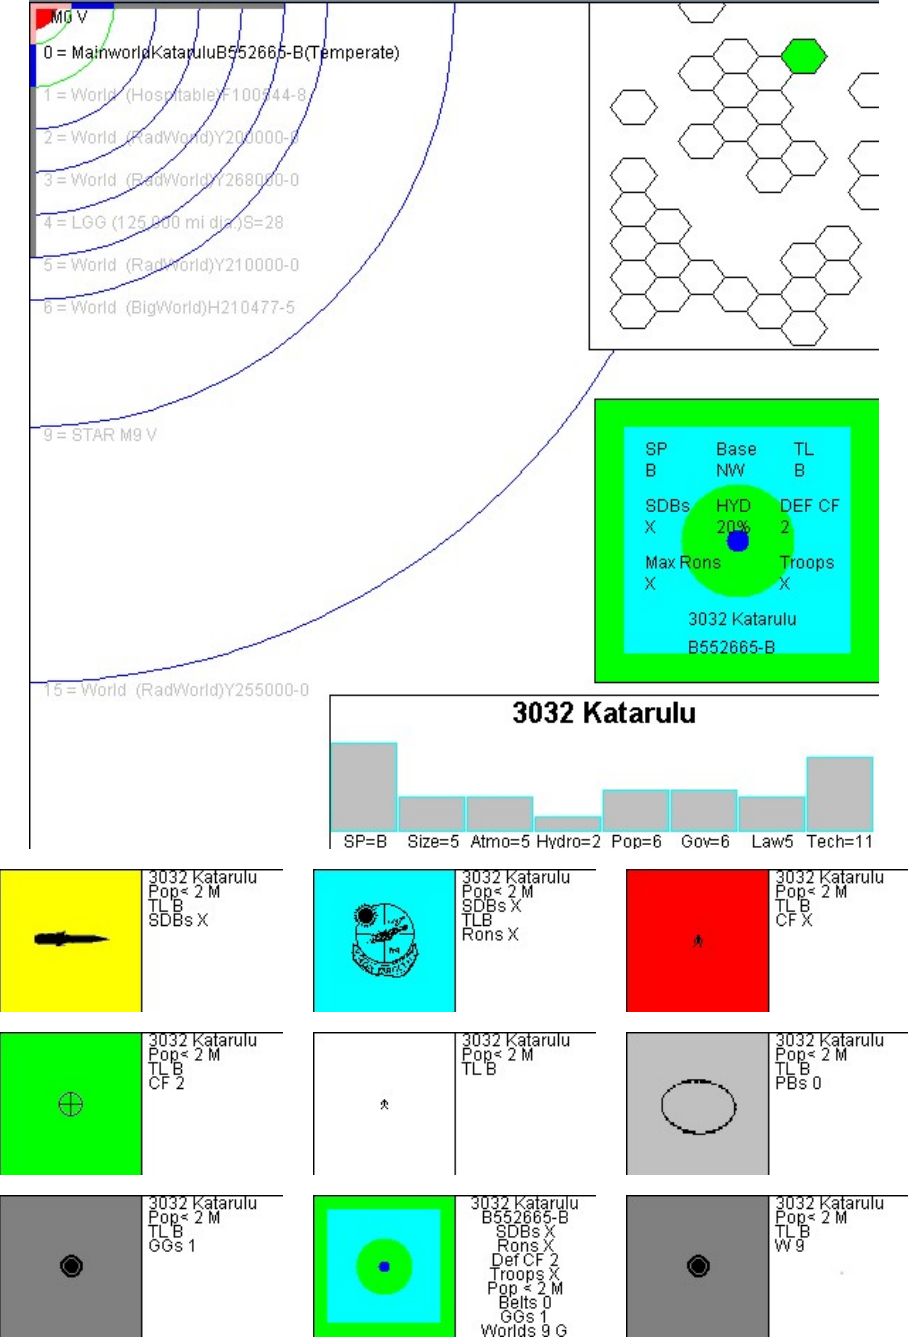 M0 V
0 = MainworldKataruluB552665-B(Temperate)
1 = World (Hospitable)F100544-8
2 = World (RadWorld)Y200000-0
3 = World (RadWorld)Y268000-0
4 = LGG (125,000 mi dia.)S=28
5 = World (RadWorld)Y210000-0
6 = World (BigWorld)H210477-5
9 = STAR M9 V
15 = World (RadWorld)Y255000-0
SP Base TL
B NW B
SDBs HYD DEF CF
X 20% 2
Max Rons Troops
X X
3032 Katarulu
B552665-B
3032 Katarulu
SP=B Size=5 Atmo=5 Hydro=2 Pop=6 Gov=6 Law5 Tech=11
3032 Katarulu
Pop< 2 M
TL B
SDBs X
3032 Katarulu
Pop< 2 M
SDBs X
TLB
Rons X
3032 Katarulu
Pop< 2 M
TL B
CF X
3032 Katarulu
Pop< 2 M
TL B
CF 2
3032 Katarulu
Pop< 2 M
TL B
3032 Katarulu
Pop< 2 M
TL B
PBs 0
3032 Katarulu
Pop< 2 M
TL B
GGs 1
3032 Katarulu
B552665-B
SDBs X
Rons X
Def CF 2
Troops X
Pop < 2 M
Belts 0
GGs 1
Worlds 9 G
3032 Katarulu
Pop< 2 M
TL B
W 9